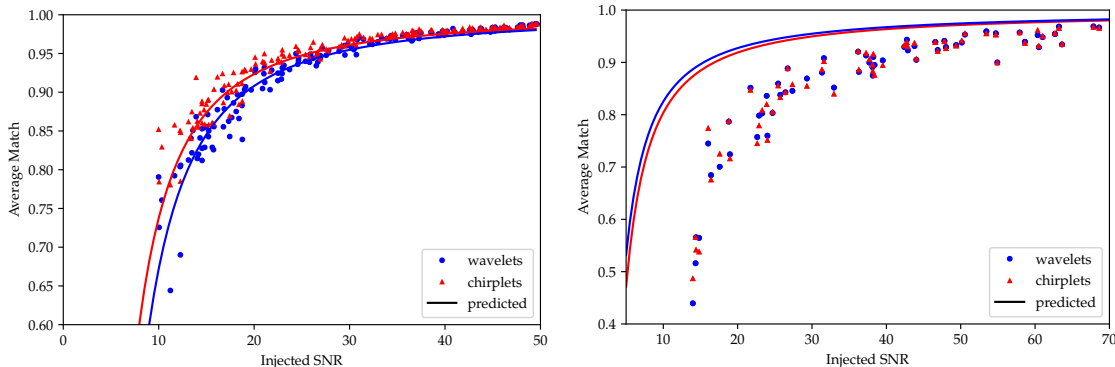 1.00
0.95
0.90
0.85
0.80
0.75
0.70
0.65
0.60
Average Match
0
10
20
30
40
50
Injected SNR
wavelets
chirplets
predicted
1.0
0.9
0.8
0.7
0.6
0.5
0.4
Average Match
10
20
30
40
50
60
70
Injected SNR
wavelets
chirplets
predicted